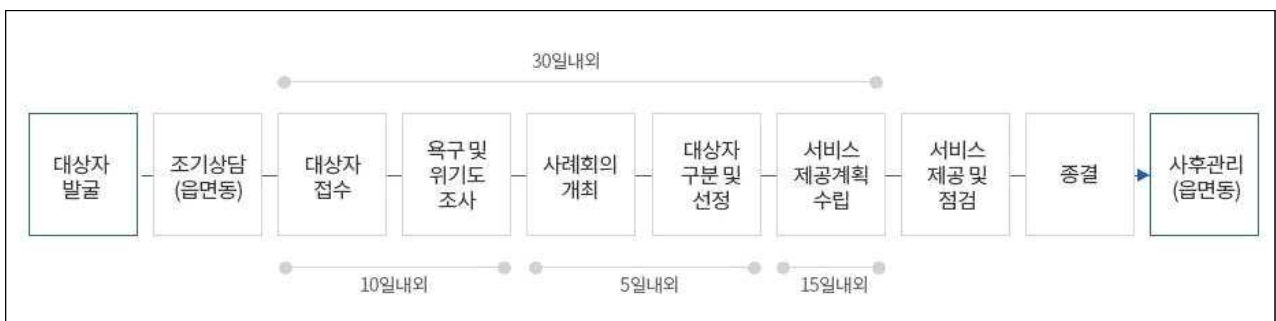 30일내외
대상자
발굴
조기상담
(읍면동)
대상자
접수
욕구 및
위기도
조사
사례회의
개최
대상자
구분 및
선정
서비스
제공계획
수립
서비스
제공 및
점검
종결
사후관리
(읍면동)
10일내외
5일내외
15일내외